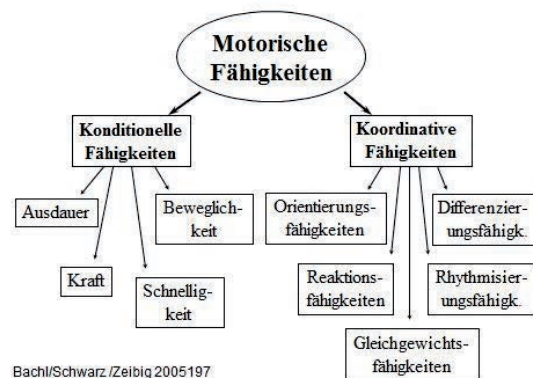 Motorische
Fähigkeiten
Konditionelle
Fähigkeiten
Koordinative
Fähigkeiten
Ausdauer
Beweglich-
keit
Kraft
Schnellig-
keit
Orientierungs-
fähigkeiten
Differenzier-
ungsfähigk.
Reaktions-
fähigkeiten
Rhythmisier-
ungsfähigk.
Gleichgewichts-
fähigkeiten
Bachl/Schwarz /Zeibig 2005197